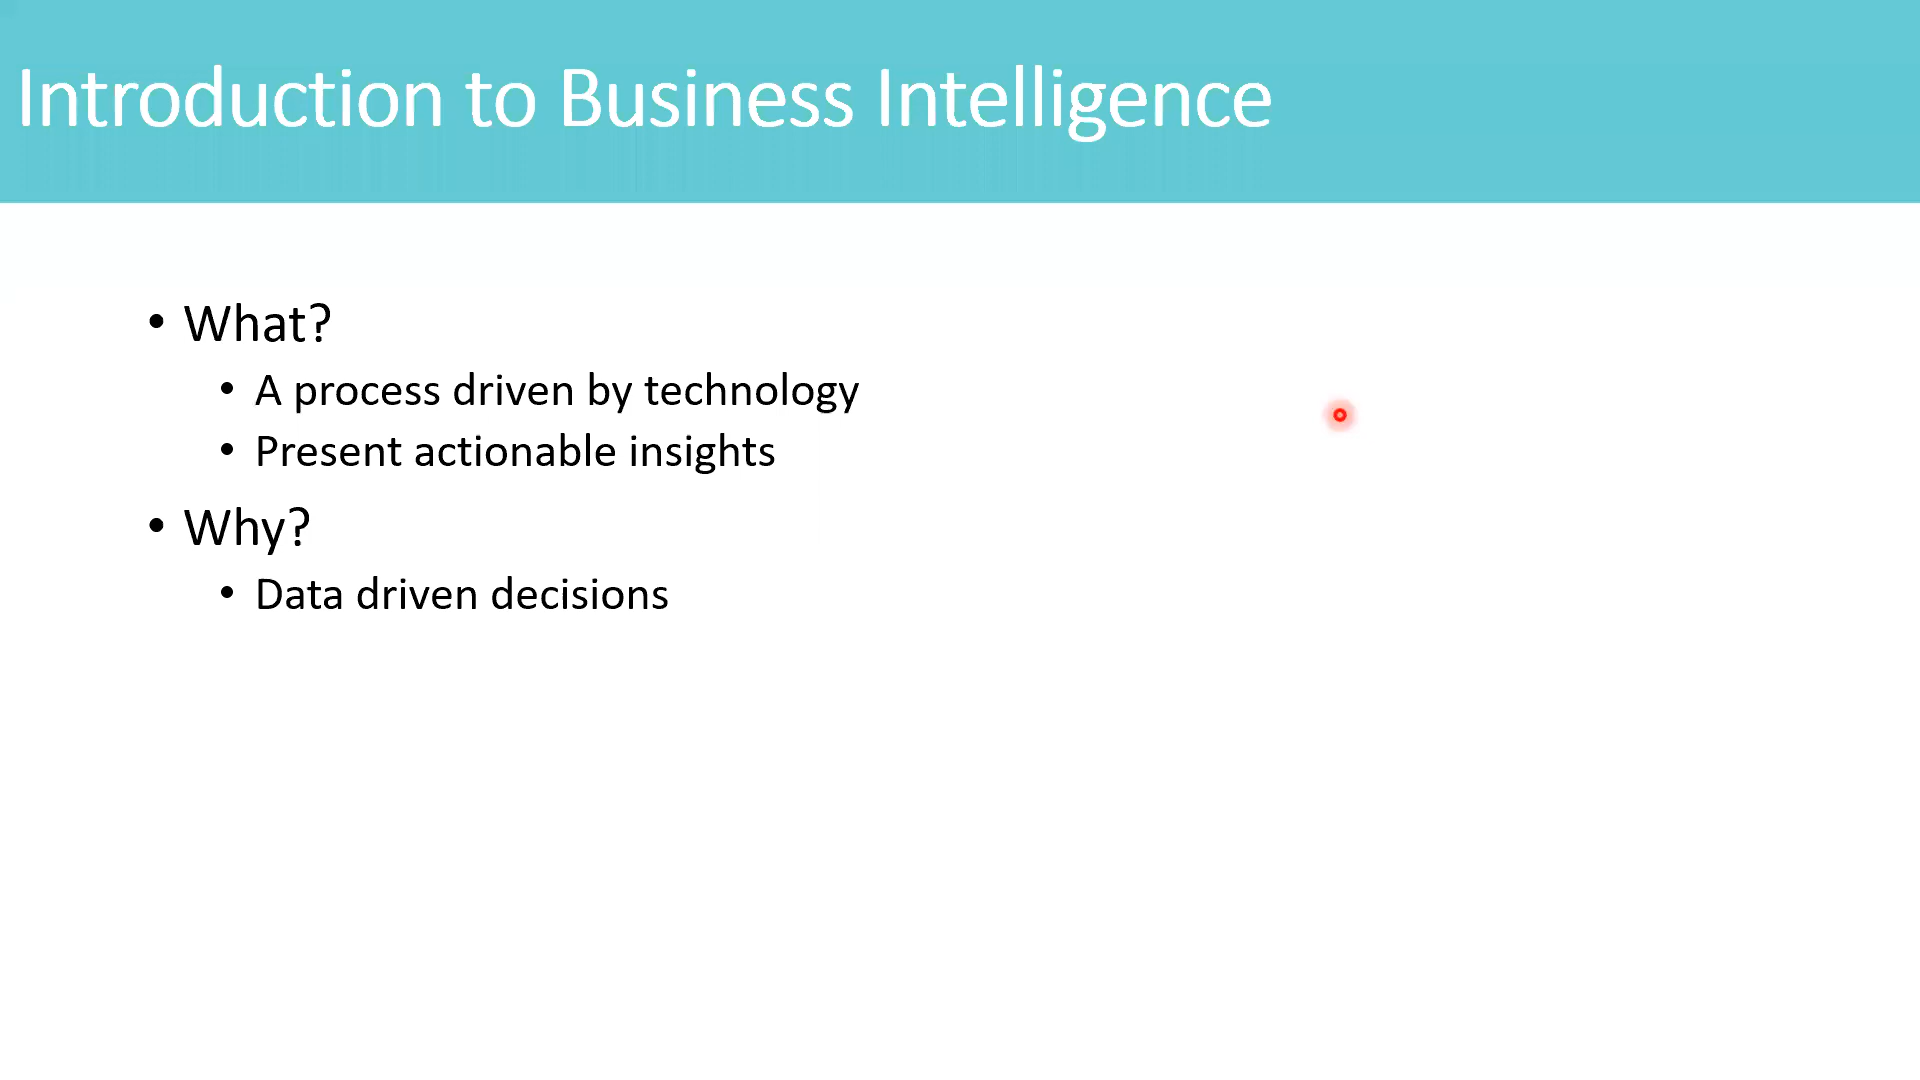 Introduction to Business Intelligence
• What?
• A process driven by technology
• Present actionable insights
• Why?
• Data driven decisions